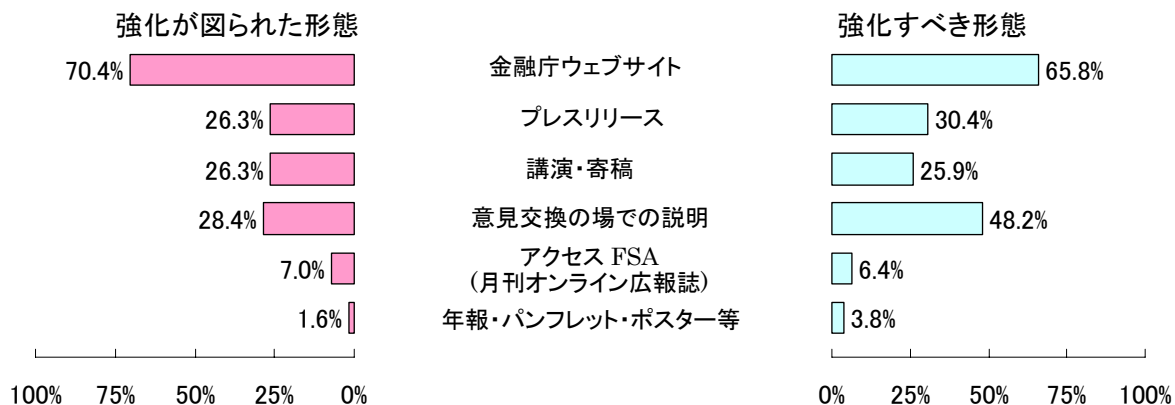 強化が図られた形態
強化すべき形態
70.4%
金融庁ウェブサイト
65.8%
26.3%
プレスリリース
30.4%
26.3%
講演・寄稿
25.9%
28.4%
意見交換の場での説明
48.2%
7.0%
アクセス FSA
(月刊オンライン広報誌)
6.4%
1.6%
年報・パンフレット・ポスター等
3.8%
100% 75% 50% 25% 0%
0% 25% 50% 75% 100%